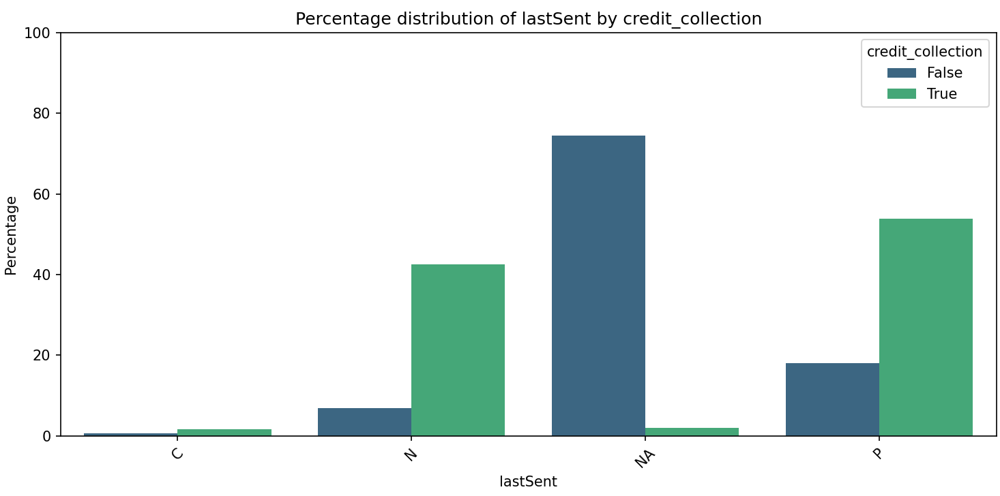 Percentage distribution of lastSent by credit_collection
credit_collection
False
True
Percentage
100
80
60
40
20
0
C
N
NA
P
lastSent